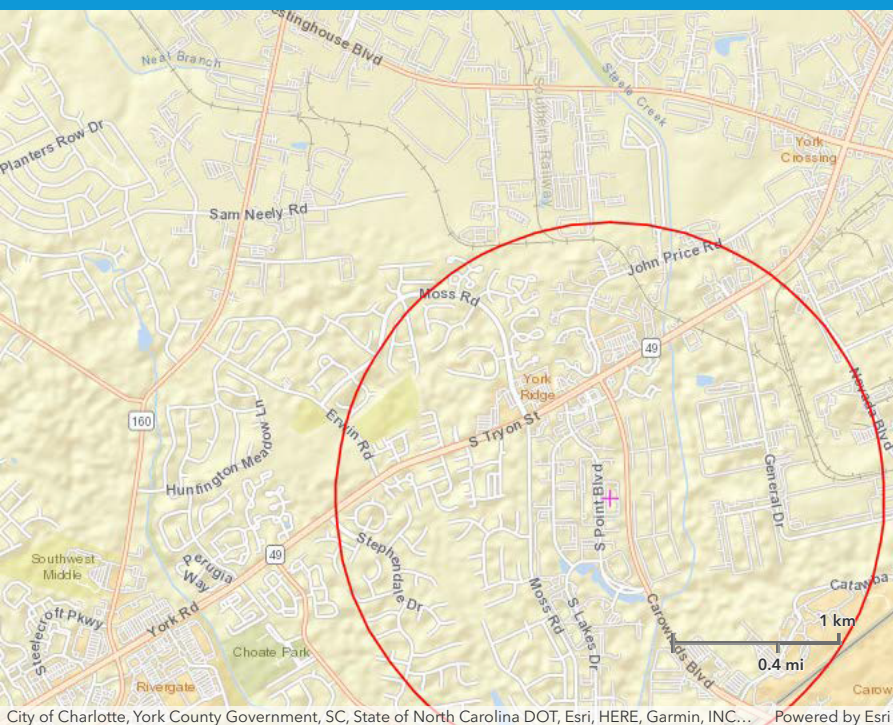 stinghouse Blvd
Neal Branch
Steele Creek
Southern Railway
Planters Row Dr
York
Crossing
Sam Neely Rd
John Price Rd
Moss Rd
49
York
Ridge
Nevada Blvd
160
Erwin Rd
S Tryon St
Huntington Meadow Ln
General Dr
S Point Blvd
49
Stephendale Dr
Southwest
Middle
Perugia
Way
Catawba
Moss Rd
S Lakes Dr
Carowinds Blvd
1 km
0.4 mi
Steelecroft Pkwy
York Rd
Choate Park
Rivergate
Carow
City of Charlotte, York County Government, SC, State of North Carolina DOT, Esri, HERE, Garmin, INC...
Powered by Esr